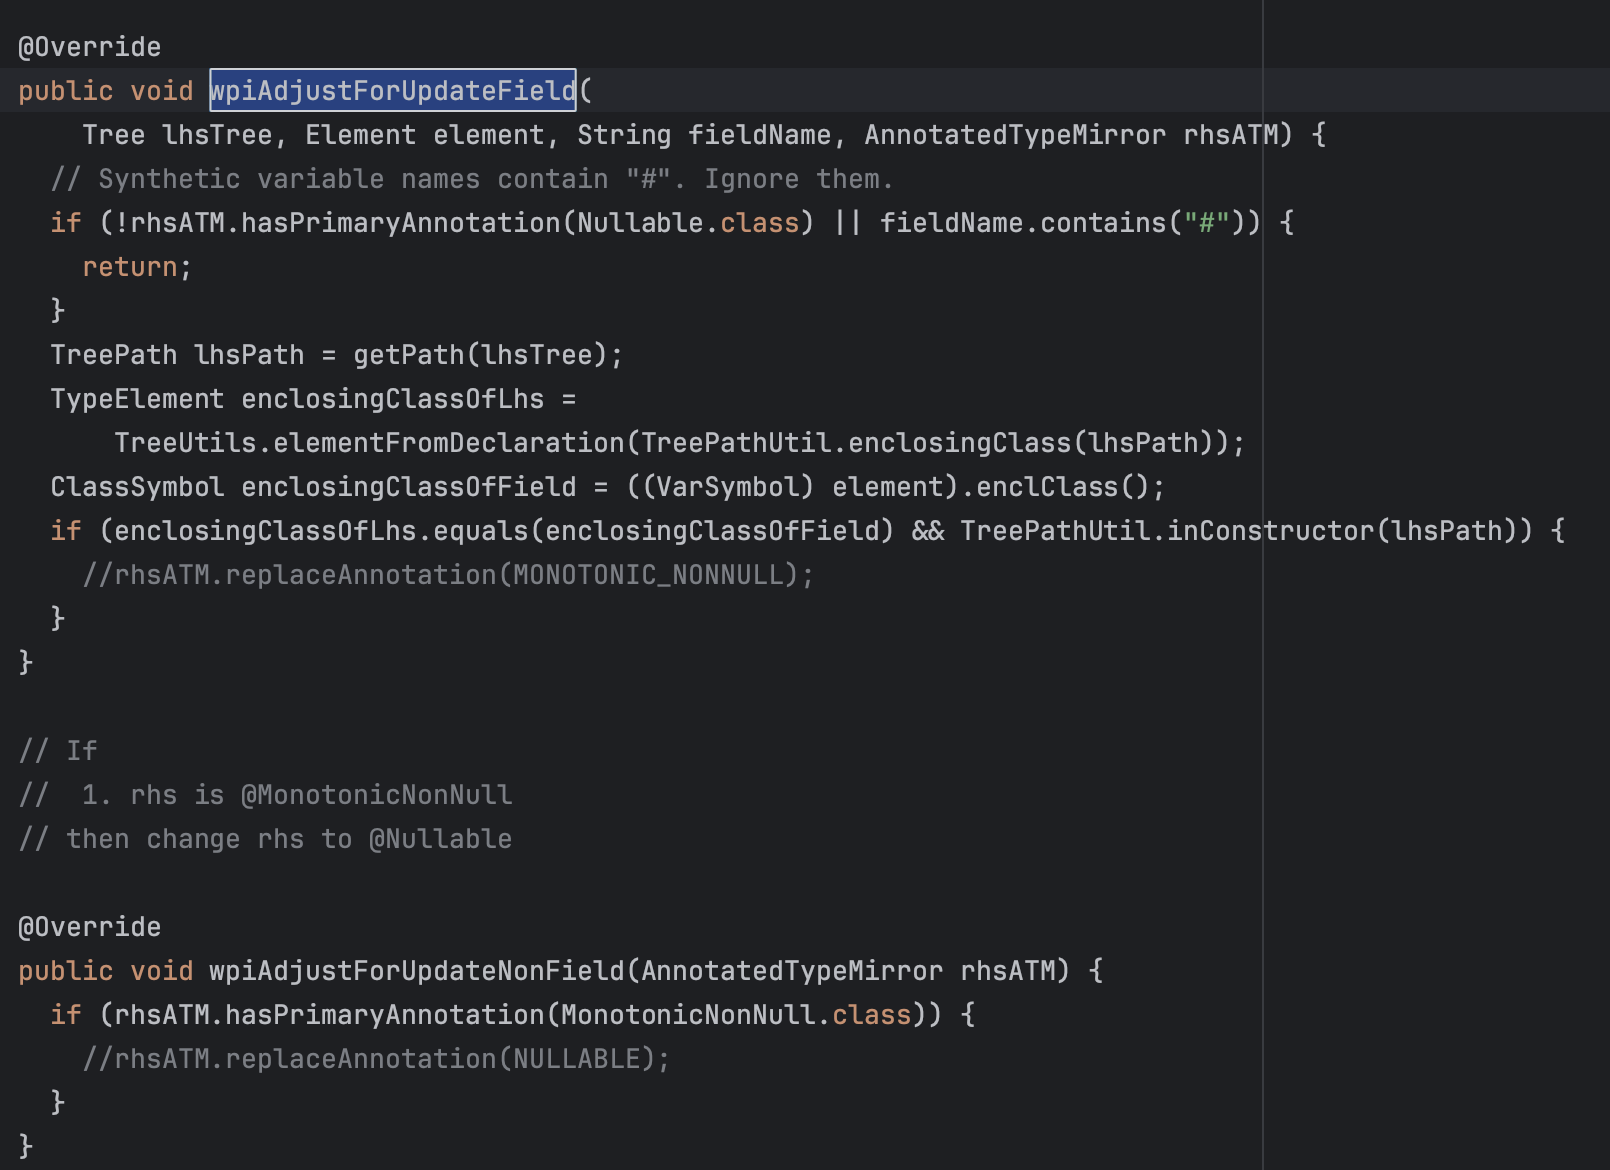 @Override
public void wpiAdjustForUpdateField(
    Tree lhsTree, Element element, String fieldName, AnnotatedTypeMirror rhsATM) {
  // Synthetic variable names contain "#". Ignore them.
  if (!rhsATM.hasPrimaryAnnotation(Nullable.class) || fieldName.contains("#")) {
    return;
  }
  TreePath lhsPath = getPath(lhsTree);
  TypeElement enclosingClassOfLhs =
      TreeUtils.elementFromDeclaration(TreePathUtil.enclosingClass(lhsPath));
  ClassSymbol enclosingClassOfField = ((VarSymbol) element).enclClass();
  if (enclosingClassOfLhs.equals(enclosingClassOfField) && TreePathUtil.inConstructor(lhsPath)) {
    //rhsATM.replaceAnnotation(MONOTONIC_NONNULL);
  }
}

// If
//  1. rhs is @MonotonicNonNull
// then change rhs to @Nullable

@Override
public void wpiAdjustForUpdateNonField(AnnotatedTypeMirror rhsATM) {
  if (rhsATM.hasPrimaryAnnotation(MonotonicNonNull.class)) {
    //rhsATM.replaceAnnotation(NULLABLE);
  }
}